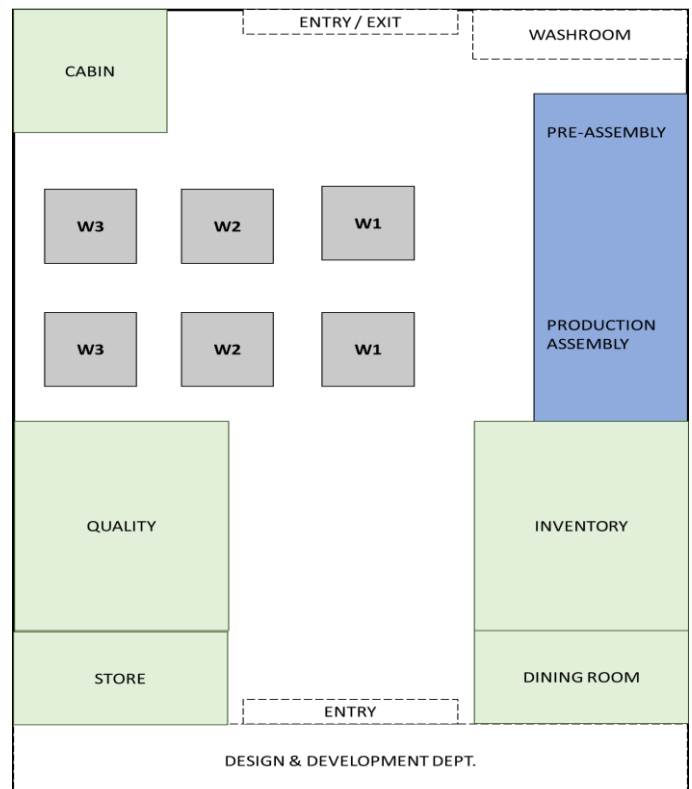 ENTRY / EXIT
WASHROOM
CABIN
PRE-ASSEMBLY
W3
W2
W1
PRODUCTION
ASSEMBLY
W3
W2
W1
QUALITY
INVENTORY
STORE
DINING ROOM
ENTRY
DESIGN & DEVELOPMENT DEPT.